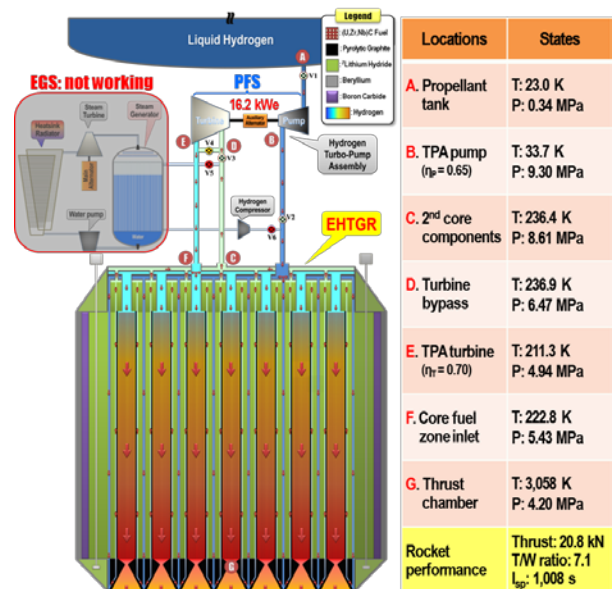 Liquid Hydrogen
Legend
(U,Zr,Nb)C Fuel
Pyrolytic Graphite
⁷Lithium Hydride
Beryllium
Boron Carbide
Hydrogen
EGS: not working
PFS
16.2 kWe
A
V1
Steam
Turbine
Steam
Generator
Heatsink
Radiator
Main
Alternator
Water pump
Water
Turbine
Auxiliary
Alternator
Pump
E
V4
D
V3
V5
B
Hydrogen
Turbo-Pump
Assembly
Hydrogen
Compressor
V2
V6
EHTGR
F
C
G
Locations
States
A. Propellant
tank
T: 23.0 K
P: 0.34 MPa
B. TPA pump
(ηP = 0.65)
T: 33.7 K
P: 9.30 MPa
C. 2nd core
components
T: 236.4 K
P: 8.61 MPa
D. Turbine
bypass
T: 236.9 K
P: 6.47 MPa
E. TPA turbine
(ηT = 0.70)
T: 211.3 K
P: 4.94 MPa
F. Core fuel
zone inlet
T: 222.8 K
P: 5.43 MPa
G. Thrust
chamber
T: 3,058 K
P: 4.20 MPa
Rocket
performance
Thrust: 20.8 kN
T/W ratio: 7.1
Isp: 1,008 s